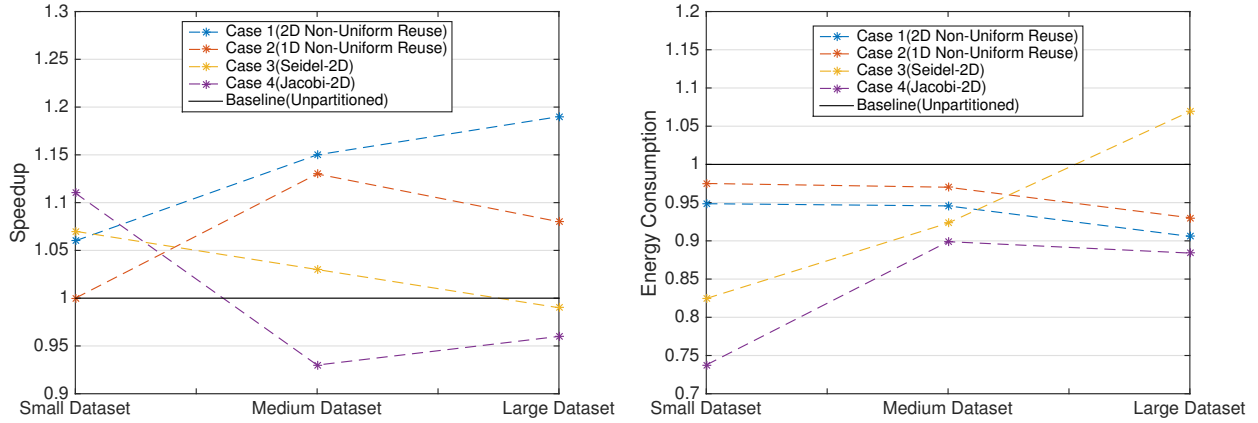 1.3
1.25
1.2
1.15
1.1
1.05
1
0.95
0.9
Speedup
Case 1(2D Non-Uniform Reuse)
Case 2(1D Non-Uniform Reuse)
Case 3(Seidel-2D)
Case 4(Jacobi-2D)
Baseline(Unpartitioned)
Small Dataset Medium Dataset Large Dataset
1.2
1.15
1.1
1.05
1
0.95
0.9
0.85
0.8
0.75
0.7
Energy Consumption
Case 1(2D Non-Uniform Reuse)
Case 2(1D Non-Uniform Reuse)
Case 3(Seidel-2D)
Case 4(Jacobi-2D)
Baseline(Unpartitioned)
Small Dataset Medium Dataset Large Dataset